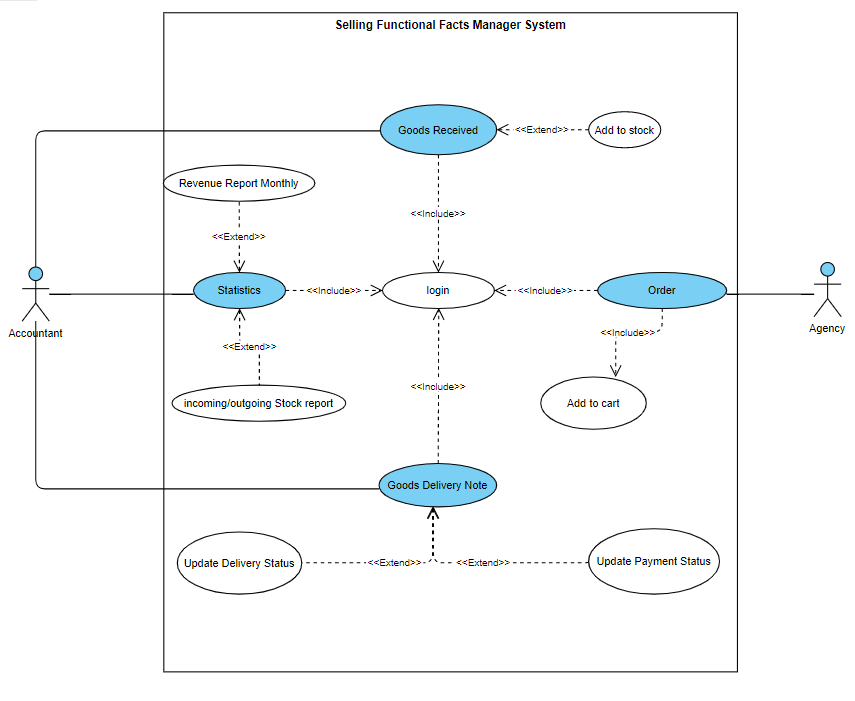 Selling Functional Facts Manager System
Goods Received
<<Extend>>
Add to stock
Revenue Report Monthly
<<Include>>
<<Extend>>
Statistics
<<Include>>
login
<<Include>>
Order
Accountant
Agency
<<Extend>>
<<Include>>
<<Include>>
incoming/outgoing Stock report
Add to cart
Goods Delivery Note
Update Delivery Status
<<Extend>>
<<Extend>>
Update Payment Status